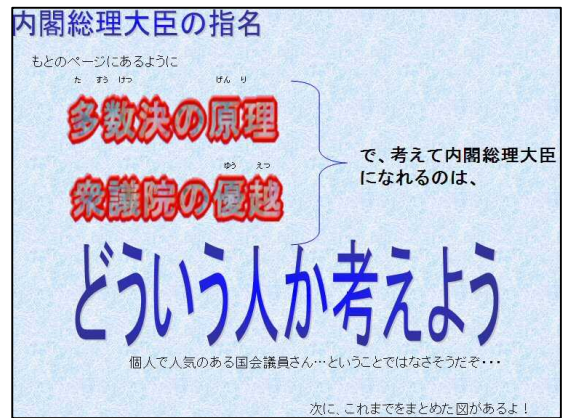 内閣総理大臣の指名
もとのページにあるように
た すうけつ げんり
多数決の原理
ゆう えつ
衆議院の優越
で、考えて内閣総理大臣
になれるのは、
どういう人か考えよう
個人で人気のある国会議員さん…ということではなさそうだぞ・・・
次に、これまでをまとめた図があるよ！